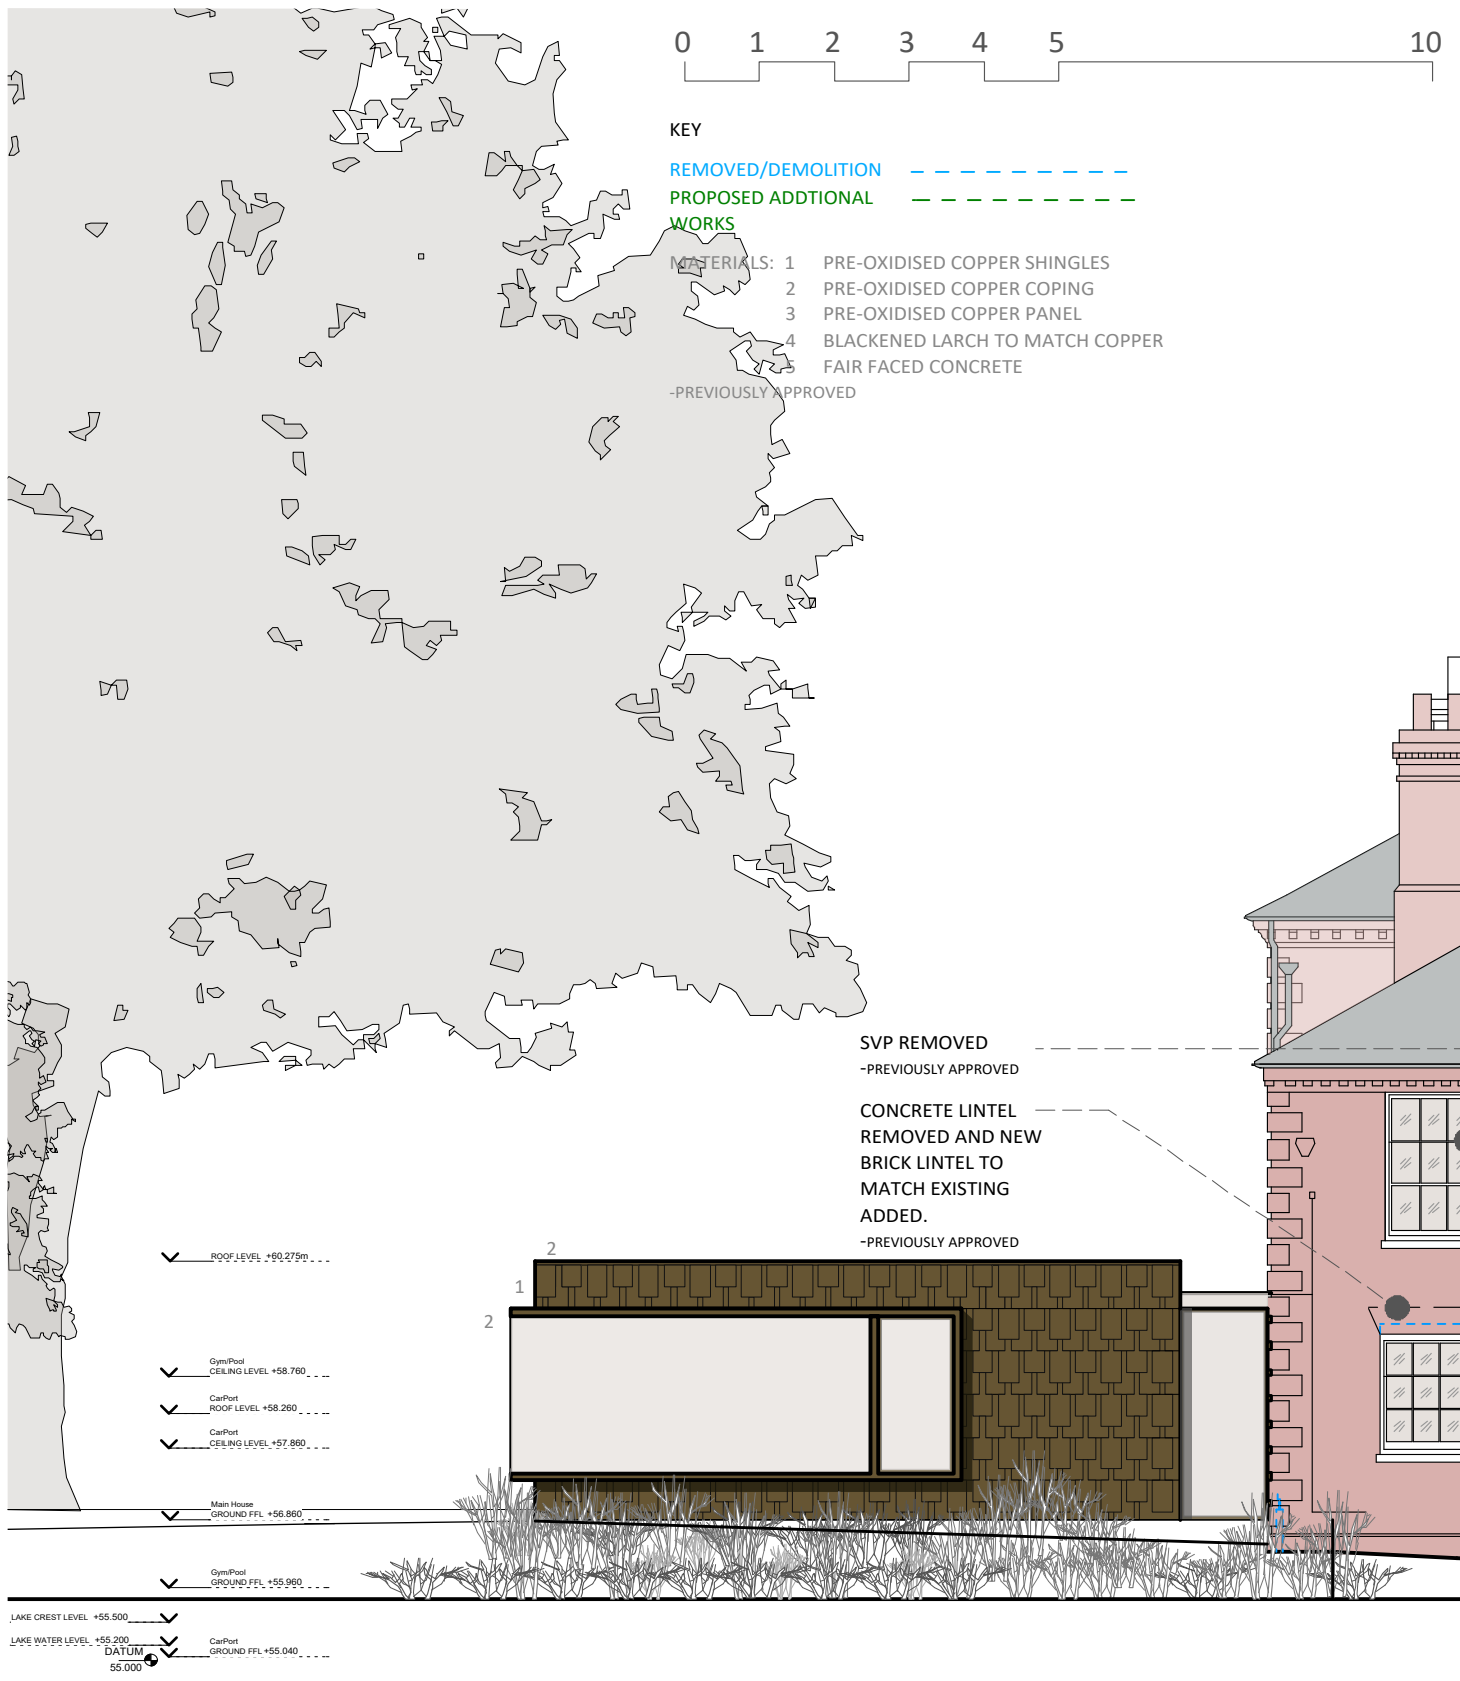 0 1 2 3 4 5 10
KEY
REMOVED/DEMOLITION
PROPOSED ADDTIONAL
WORKS
MATERIALS: 1 PRE-OXIDISED COPPER SHINGLES
2 PRE-OXIDISED COPPER COPING
3 PRE-OXIDISED COPPER PANEL
4 BLACKENED LARCH TO MATCH COPPER
5 FAIR FACED CONCRETE
-PREVIOUSLY APPROVED
SVP REMOVED
-PREVIOUSLY APPROVED
CONCRETE LINTEL
REMOVED AND NEW
BRICK LINTEL TO
MATCH EXISTING
ADDED.
-PREVIOUSLY APPROVED
2
1
2
ROOF LEVEL +60.275m
Gym/Pool
CEILING LEVEL +58.760
CarPort
ROOF LEVEL +58.260
CarPort
CEILING LEVEL +57.860
Main House
GROUND FFL +56.860
Gym/Pool
GROUND FFL +55.960
LAKE CREST LEVEL +55.500
LAKE WATER LEVEL +55.200
CarPort
GROUND FFL +55.040
DATUM
55.000